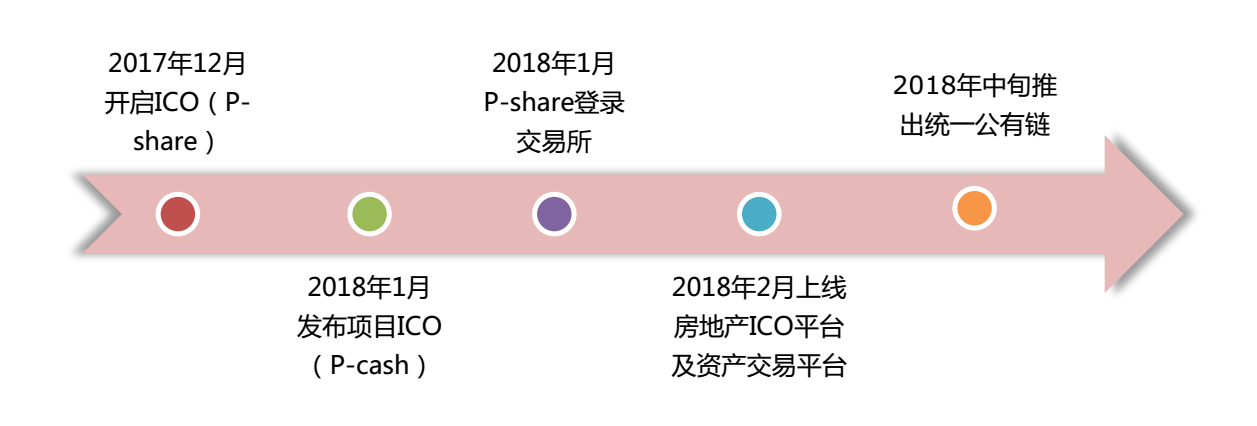 2017年12月
开启ICO（P-
share）
2018年1月
发布项目ICO
（P-cash）
2018年1月
P-share登录
交易所
2018年2月上线
房地产ICO平台
及资产交易平台
2018年中旬推
出统一公有链